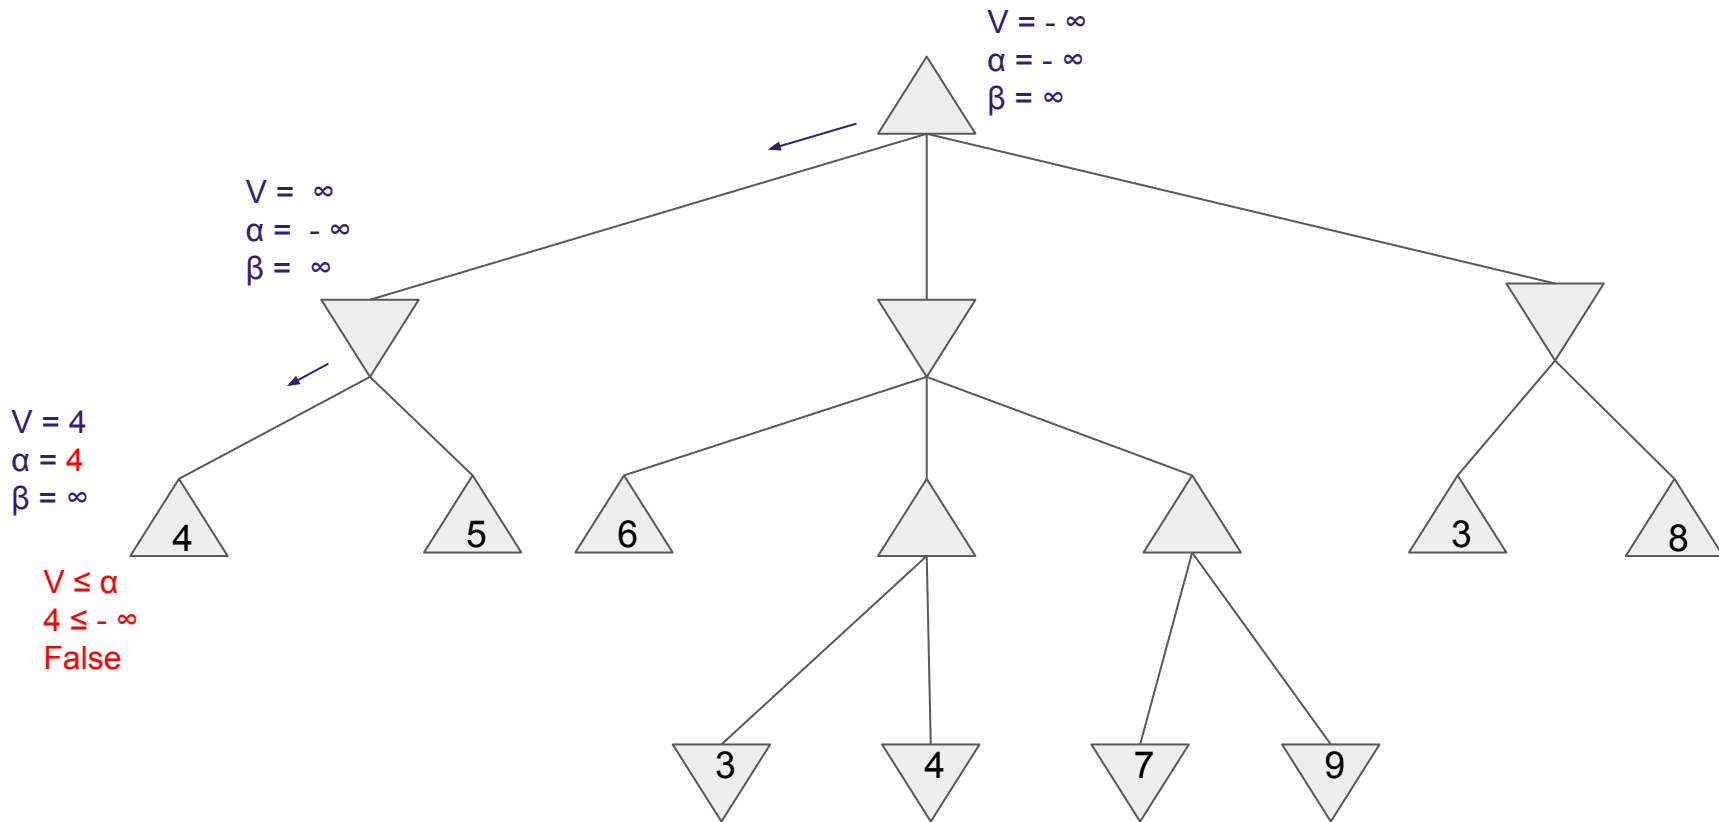 V = - ∞
α = - ∞
β = ∞
V = ∞
α = - ∞
β = ∞
V = 4
α = 4
β = ∞
4
5
6
3
8
V ≤ α
4 ≤ - ∞
False
3
4
7
9